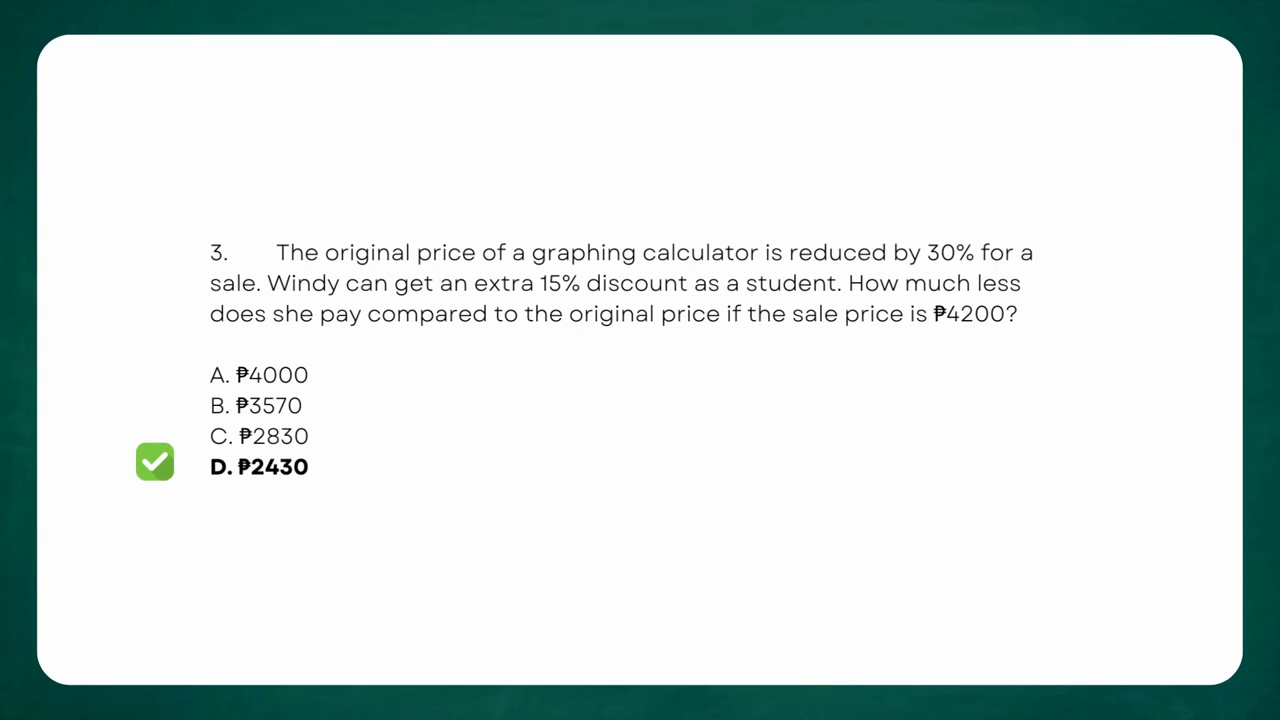 3. The original price of a graphing calculator is reduced by 30% for a
sale. Windy can get an extra 15% discount as a student. How much less
does she pay compared to the original price if the sale price is ₱4200?
A. ₱4000
B. ₱3570
C. ₱2830
D. ₱2430